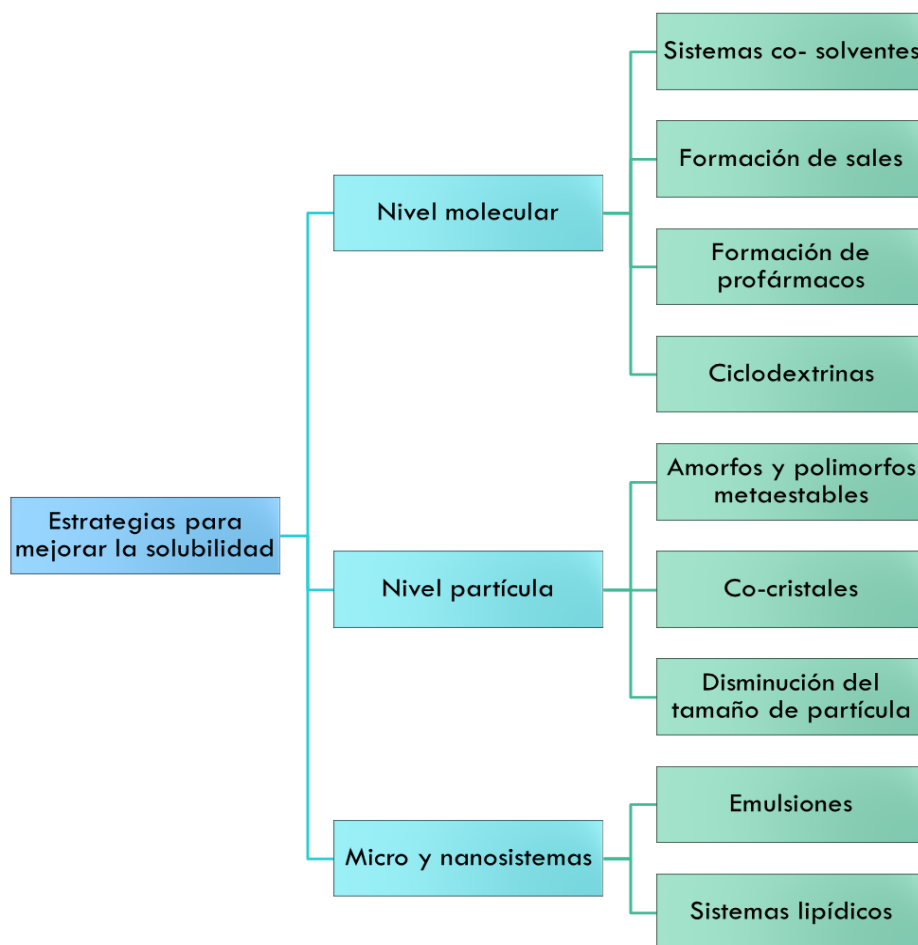 Estrategias para
mejorar la solubilidad
Nivel molecular
Sistemas co- solventes
Formación de sales
Formación de
profármacos
Ciclodextrinas
Nivel partícula
Amorfos y polimorfos
metaestables
Co-cristales
Disminución del
tamaño de partícula
Micro y nanosistemas
Emulsiones
Sistemas lipídicos